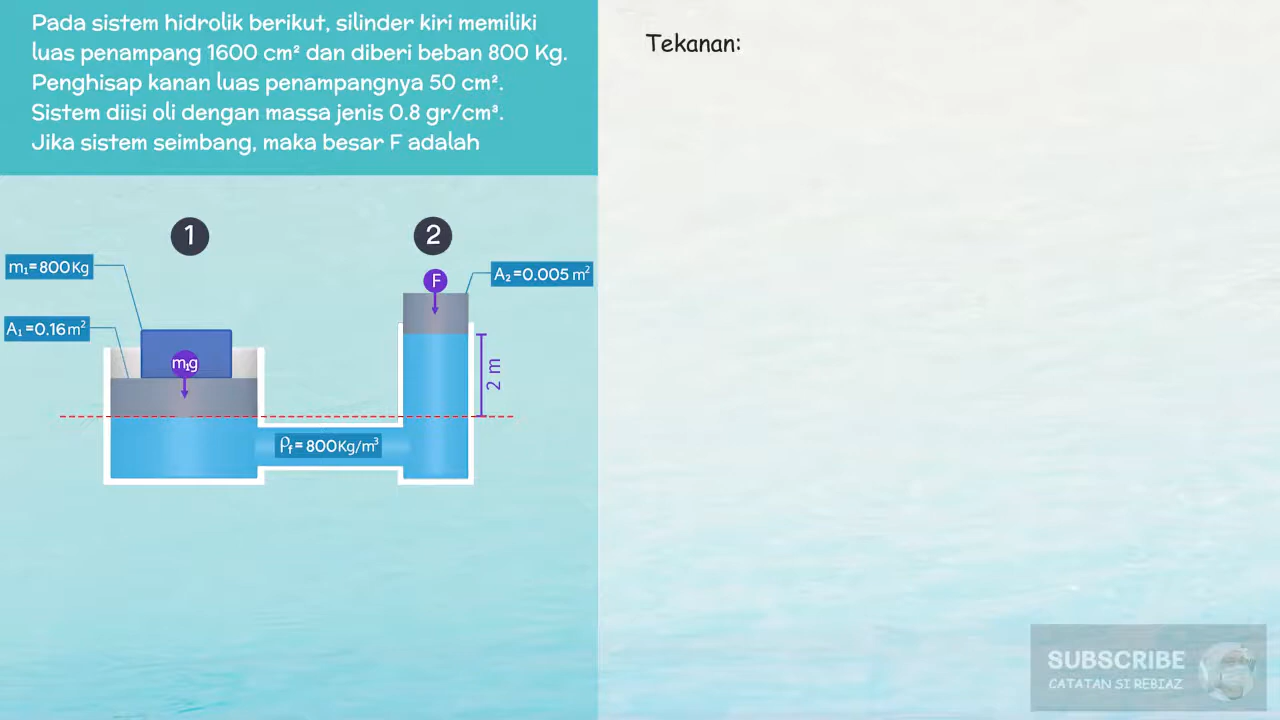 Pada sistem hidrolik berikut, silinder kiri memiliki
luas penampang 1600 cm² dan diberi beban 800 Kg.
Penghisap kanan luas penampangnya 50 cm².
Sistem diisi oli dengan massa jenis 0.8 gr/cm³.
Jika sistem seimbang, maka besar F adalah
Tekanan:
1
2
m₁=800Kg
F
A₂=0.005 m²
A₁=0.16m²
m₁g
2 m
ρf=800Kg/m³
SUBSCRIBE
CATATAN SI REBIAZ